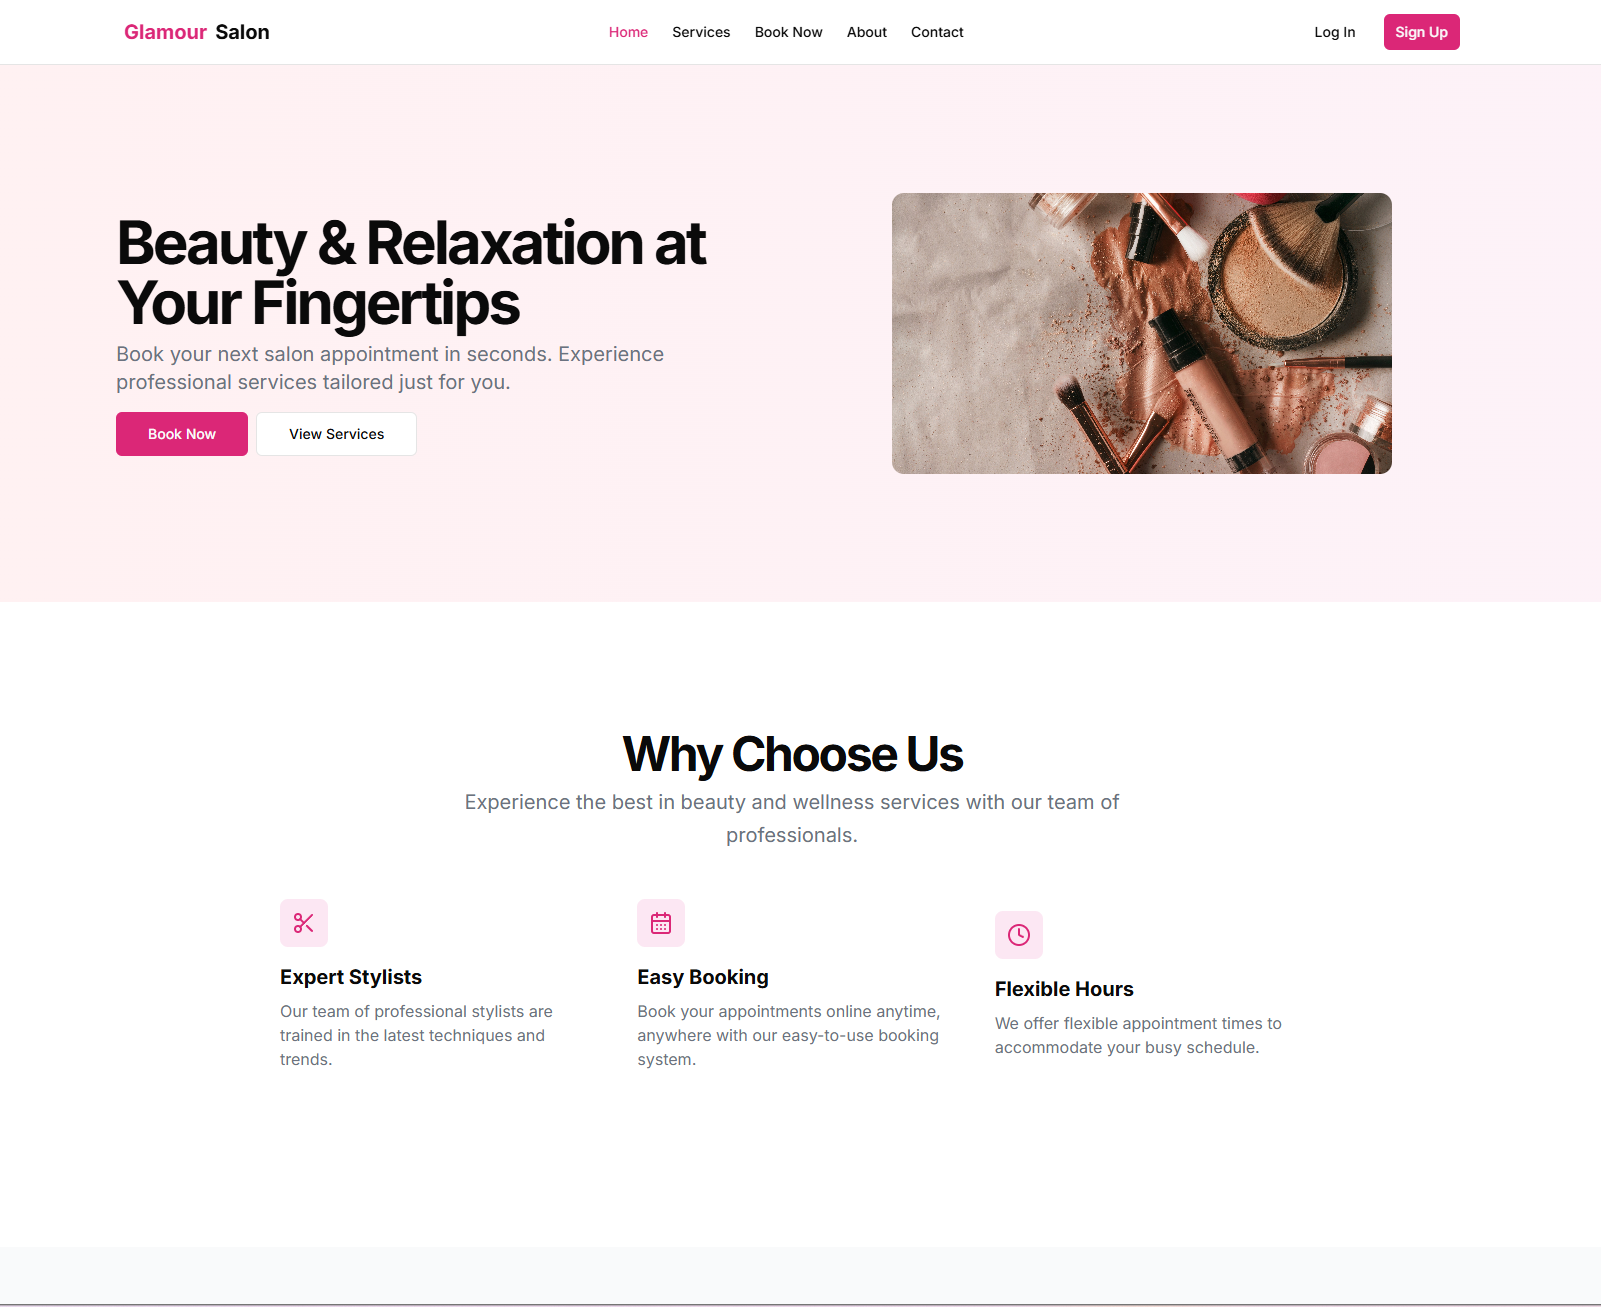 Glamour Salon
Home
Services
Book Now
About
Contact
Log In
Sign Up
Beauty & Relaxation at
Your Fingertips
Book your next salon appointment in seconds. Experience
professional services tailored just for you.
Book Now
View Services
Why Choose Us
Experience the best in beauty and wellness services with our team of
professionals.
Expert Stylists
Our team of professional stylists are
trained in the latest techniques and
trends.
Easy Booking
Book your appointments online anytime,
anywhere with our easy-to-use booking
system.
Flexible Hours
We offer flexible appointment times to
accommodate your busy schedule.